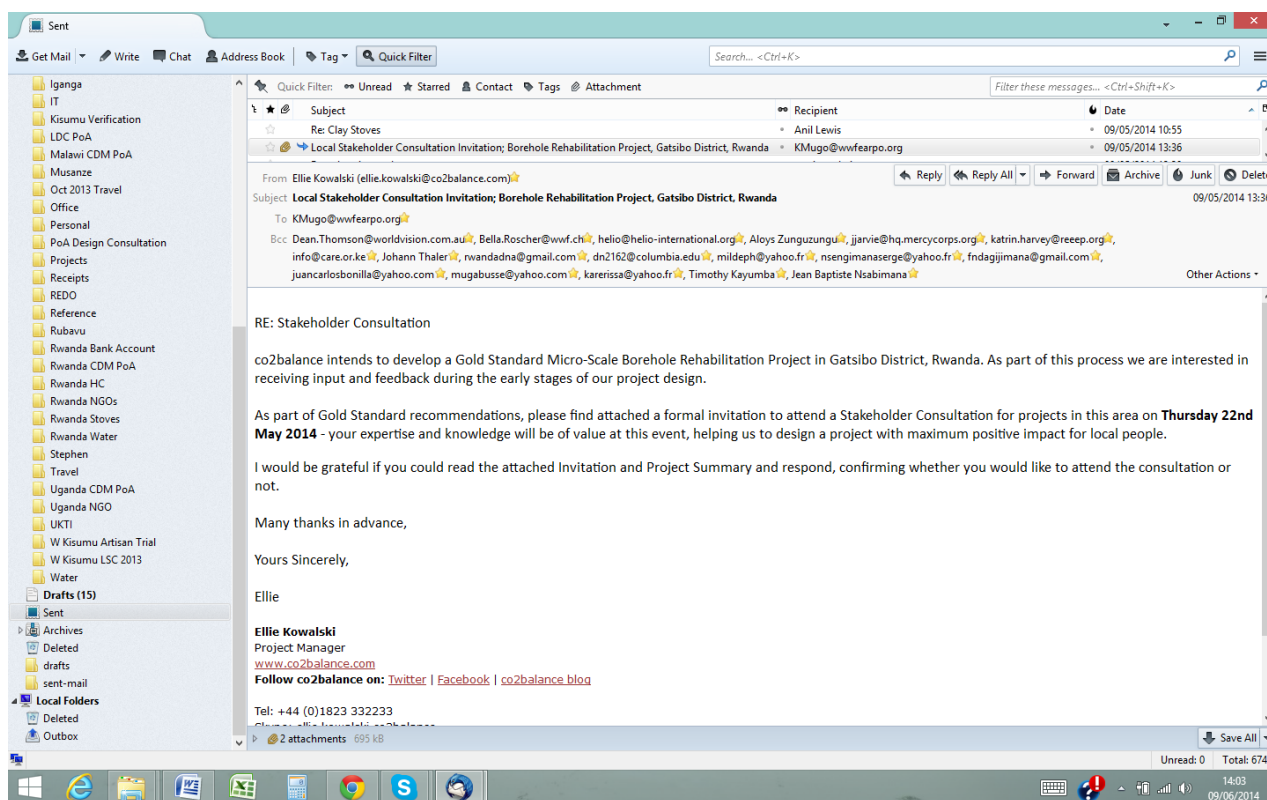 Sent
Get Mail Write Chat Address Book Tag Quick Filter Search... <Ctrl+K>
Quick Filter: Unread Starred Contact Tags Attachment Filter these messages... <Ctrl+Shift+K>
Subject Recipient Date
Re: Clay Stoves Anil Lewis 09/05/2014 10:55
Local Stakeholder Consultation Invitation; Borehole Rehabilitation Project, Gatsibo District, Rwanda KMugo@wwfearpo.org 09/05/2014 13:36
Iganga
IT
Kisumu Verification
LDC PoA
Malawi CDM PoA
Musanze
Oct 2013 Travel
Office
Personal
PoA Design Consultation
Projects
Receipts
REDO
Reference
Rubavu
Rwanda Bank Account
Rwanda CDM PoA
Rwanda HC
Rwanda NGOs
Rwanda Stoves
Rwanda Water
Stephen
Travel
Uganda CDM PoA
Uganda NGO
UKTI
W Kisumu Artisan Trial
W Kisumu LSC 2013
Water
Drafts (15)
Sent
Archives
Deleted
drafts
sent-mail
Local Folders
Deleted
Outbox
From Ellie Kowalski (ellie.kowalski@co2balance.com) Reply Reply All Forward Archive Junk Delete
Subject Local Stakeholder Consultation Invitation; Borehole Rehabilitation Project, Gatsibo District, Rwanda 09/05/2014 13:36
To KMugo@wwfearpo.org
Bcc Dean.Thomson@worldvision.com.au, Bella.Roscher@wwf.ch, helio@helio-international.org, Aloys Zunguzungu, jjarvie@hq.mercycorps.org, katrin.harvey@reeep.org,
info@care.or.ke, Johann Thaler, rwandadna@gmail.com, dn2162@columbia.edu, mildeph@yahoo.fr, nsengimanaserge@yahoo.fr, fndagijimana@gmail.com,
juancarlosbonilla@yahoo.com, mugabusse@yahoo.com, karerissa@yahoo.fr, Timothy Kayumba, Jean Baptiste Nsabimana Other Actions
RE: Stakeholder Consultation
co2balance intends to develop a Gold Standard Micro-Scale Borehole Rehabilitation Project in Gatsibo District, Rwanda. As part of this process we are interested in
receiving input and feedback during the early stages of our project design.
As part of Gold Standard recommendations, please find attached a formal invitation to attend a Stakeholder Consultation for projects in this area on Thursday 22nd
May 2014 - your expertise and knowledge will be of value at this event, helping us to design a project with maximum positive impact for local people.
I would be grateful if you could read the attached Invitation and Project Summary and respond, confirming whether you would like to attend the consultation or
not.
Many thanks in advance,
Yours Sincerely,
Ellie
Ellie Kowalski
Project Manager
www.co2balance.com
Follow co2balance on: Twitter | Facebook | co2balance blog
Tel: +44 (0)1823 332233
2 attachments 695 kB Save All
Unread: 0 Total: 674
14:03
09/06/2014